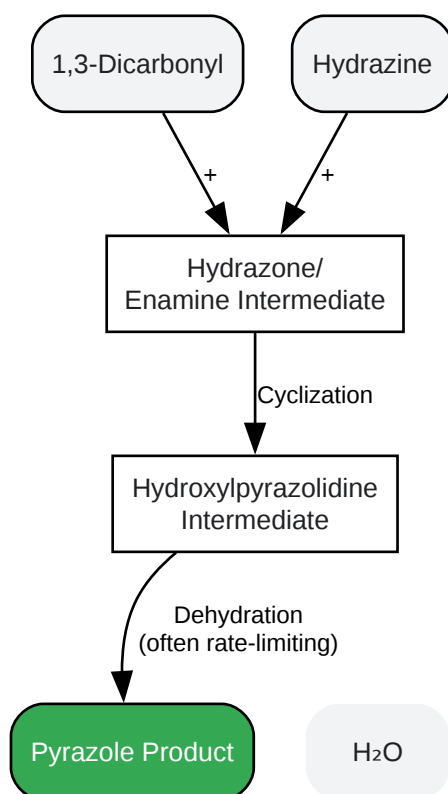 1,3-Dicarbonyl
Hydrazine
+
+
Hydrazone/
Enamine Intermediate
Cyclization
Hydroxylpyrazolidine
Intermediate
Dehydration
(often rate-limiting)
Pyrazole Product
H₂O